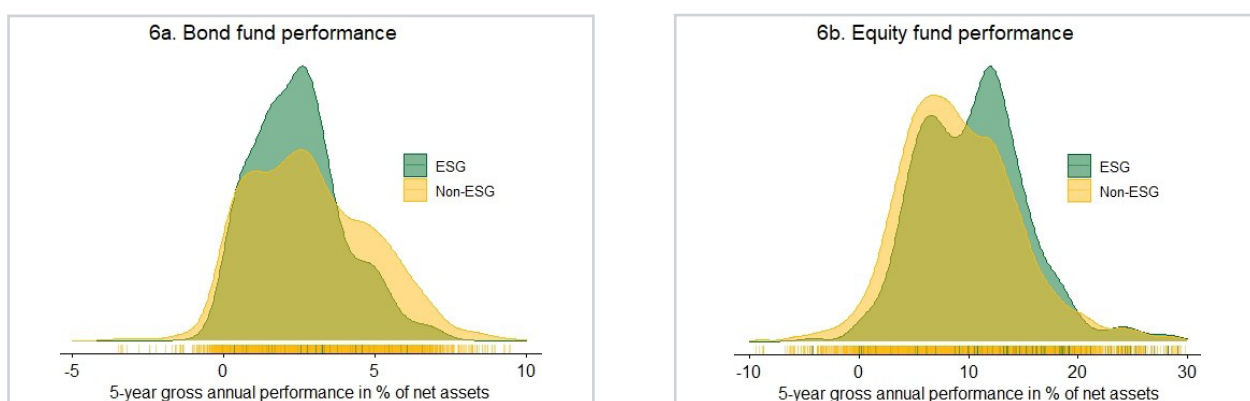 6a. Bond fund performance
ESG
Non-ESG
-5 0 5 10
5-year gross annual performance in % of net assets
6b. Equity fund performance
ESG
Non-ESG
-10 0 10 20 30
5-year gross annual performance in % of net assets